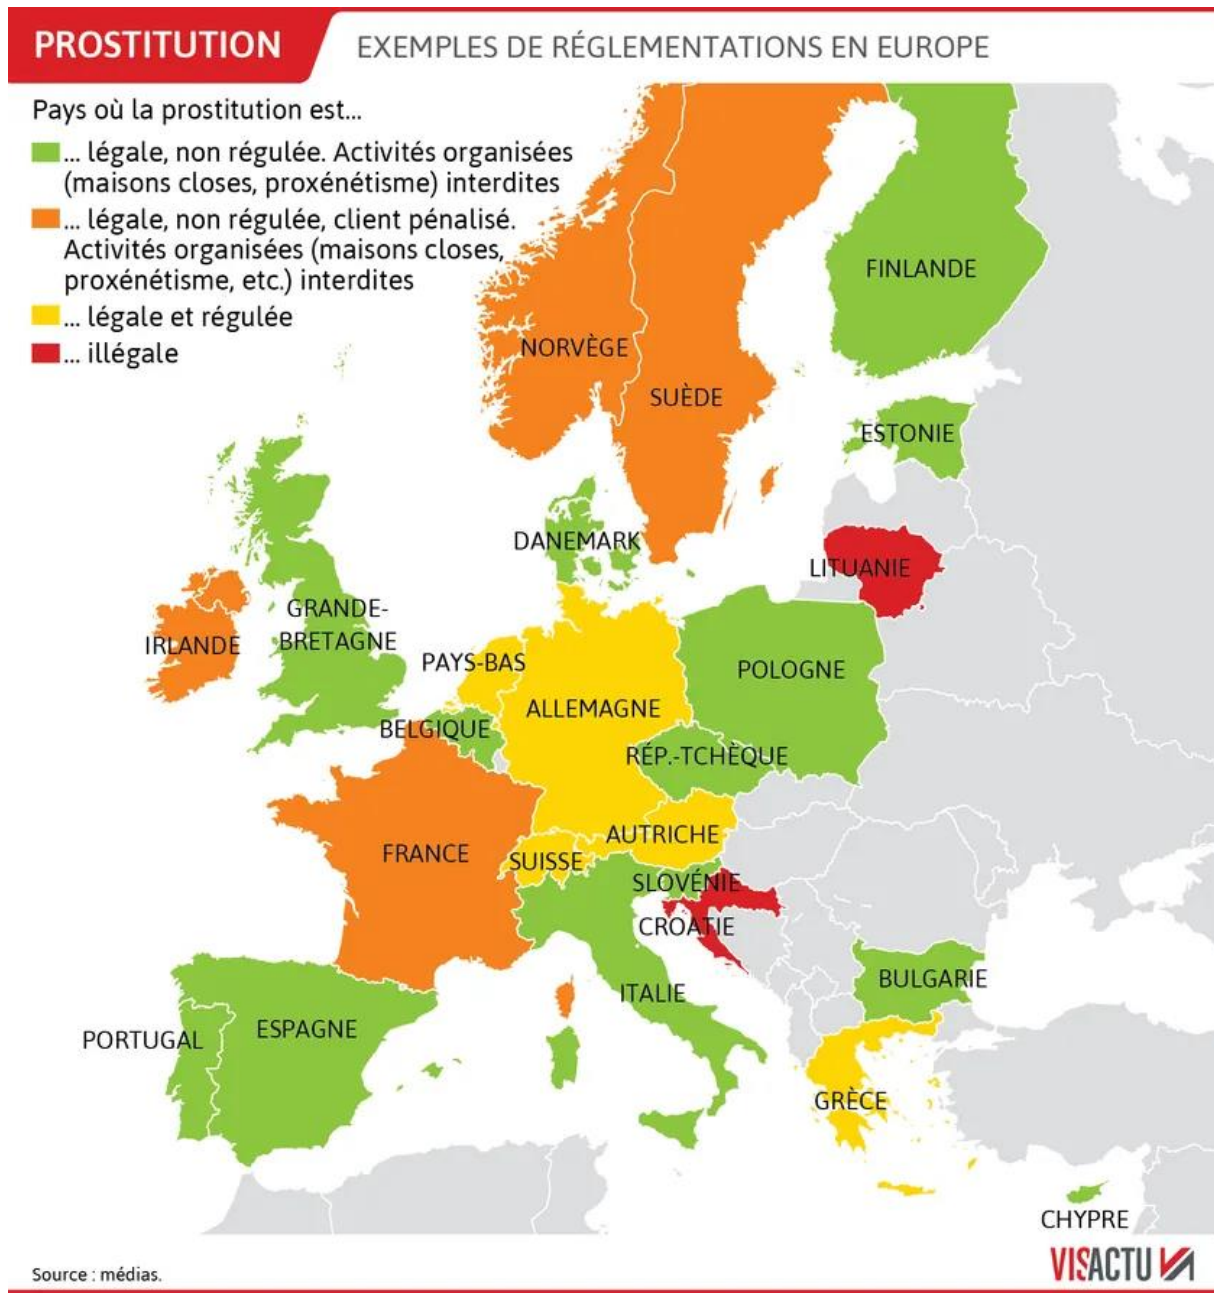 PROSTITUTION
EXEMPLES DE RÉGLEMENTATIONS EN EUROPE
Pays où la prostitution est...
... légale, non régulée. Activités organisées
(maisons closes, proxénétisme) interdites
... légale, non régulée, client pénalisé.
Activités organisées (maisons closes,
proxénétisme, etc.) interdites
... légale et régulée
... illégale
FINLANDE
NORVÈGE
SUÈDE
ESTONIE
DANEMARK
LITUANIE
GRANDE-
BRETAGNE
IRLANDE
PAYS-BAS
POLOGNE
ALLEMAGNE
BELGIQUE
RÉP.-TCHÈQUE
AUTRICHE
FRANCE
SUISSE
SLOVÉNIE
CROATIE
BULGARIE
ITALIE
ESPAGNE
PORTUGAL
GRÈCE
CHYPRE
VISACTU
Source : médias.